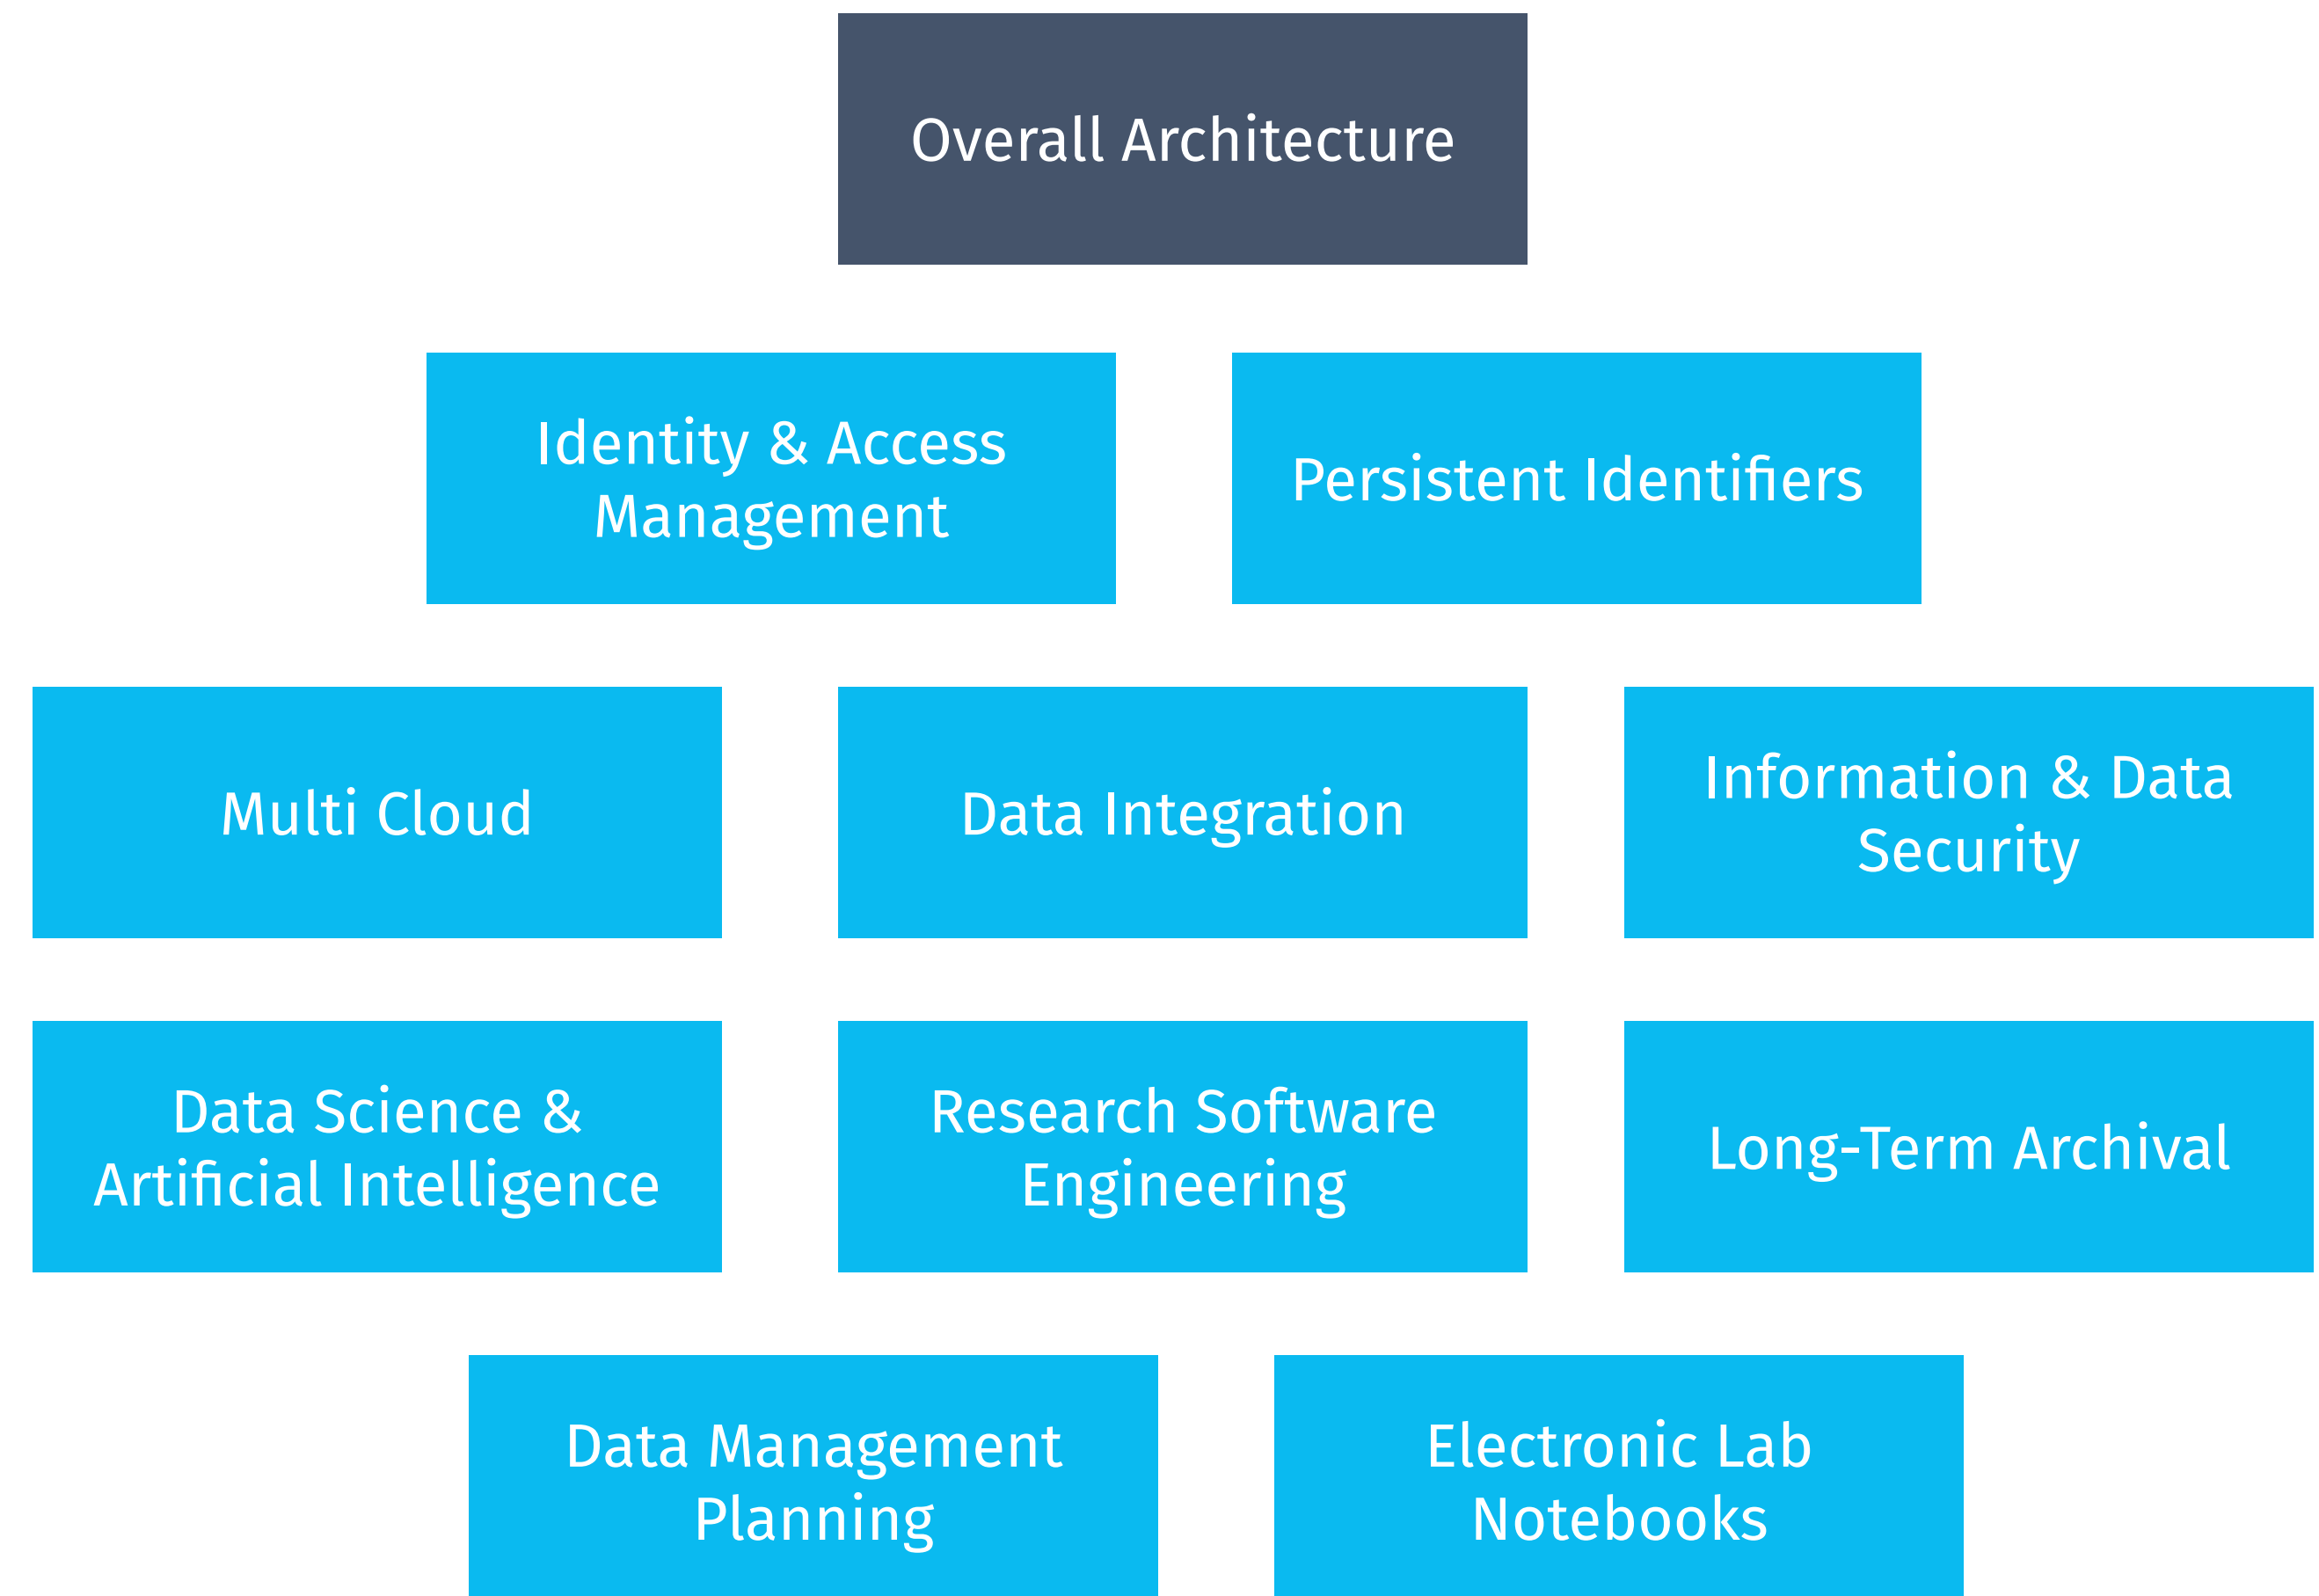 Overall Architecture
Identity & Access
Management
Persistent Identifiers
Multi Cloud
Data Integration
Information & Data
Security
Data Science &
Artificial Intelligence
Research Software
Engineering
Long-Term Archival
Data Management
Planning
Electronic Lab
Notebooks